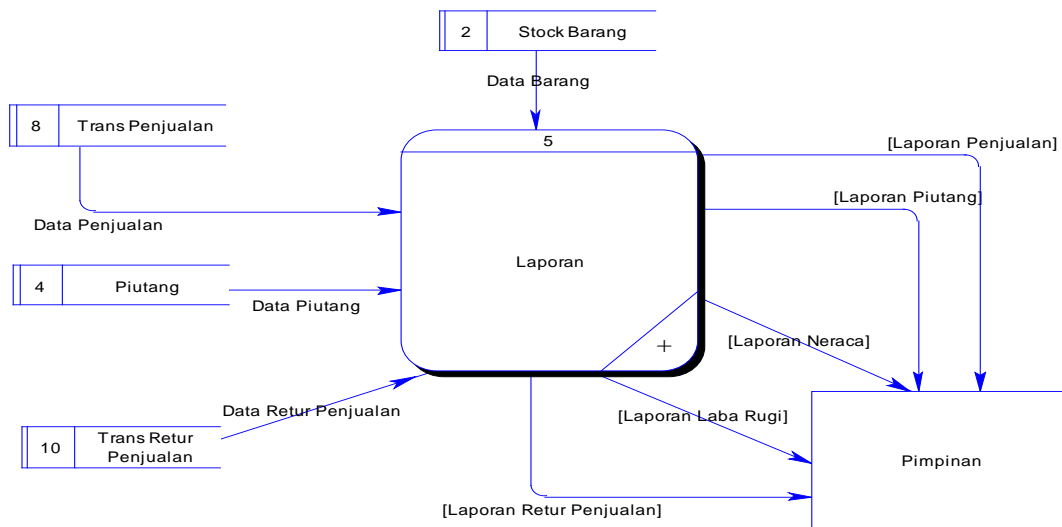 2
Stock Barang
Data Barang
8
Trans Penjualan
5
[Laporan Penjualan]
[Laporan Piutang]
Data Penjualan
Laporan
4
Piutang
Data Piutang
[Laporan Neraca]
+
Data Retur Penjualan
[Laporan Laba Rugi]
10
Trans Retur
Penjualan
Pimpinan
[Laporan Retur Penjualan]